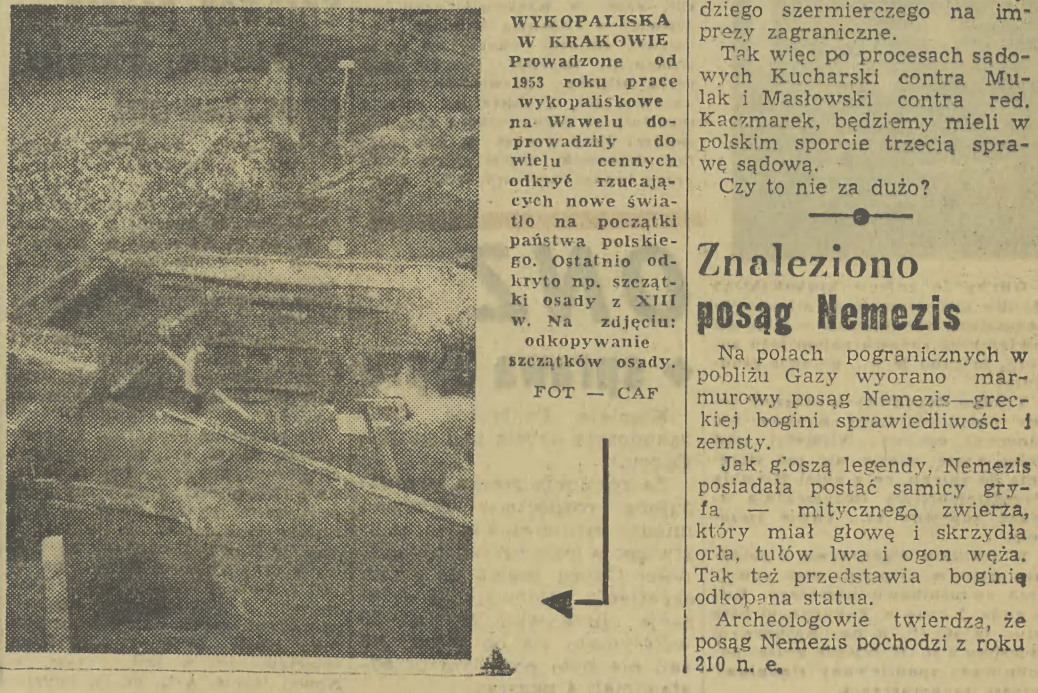 WYKOPALISKA
W KRAKOWIE
Prowadzone od
1953 roku prace
wykopaliskowe
na Wawelu do-
prowadziły do
wielu cennych
odkryć rzucają-
cych nowe świa-
tło na początki
państwa polskie-
go. Ostatnio od-
kryto np. szcząt-
ki osady z XIII
w. Na zdjęciu:
odkopywanie
szczątków osady.
FOT — CAF
dziego szermierczego na im-
prezy zagraniczne.
Tak więc po procesach sądo-
wych Kucharski contra Mu-
lak i Masłowski contra red.
Kaczmarek, będziemy mieli w
polskim sporcie trzecią spra-
wę sądową.
Czy to nie za dużo?
Znaleziono
posąg Nemezis
Na polach pogranicznych w
pobliżu Gazy wyorano mar-
murowy posąg Nemezis—grec-
kiej bogini sprawiedliwości i
zemsty.
Jak głoszą legendy, Nemezis
posiadała postać samicy gry-
fa — mitycznego zwierza,
który miał głowę i skrzydła
orła, tułów lwa i ogon węża.
Tak też przedstawia boginię
odkopana statua.
Archeologowie twierdzą, że
posąg Nemezis pochodzi z roku
210 n. e.